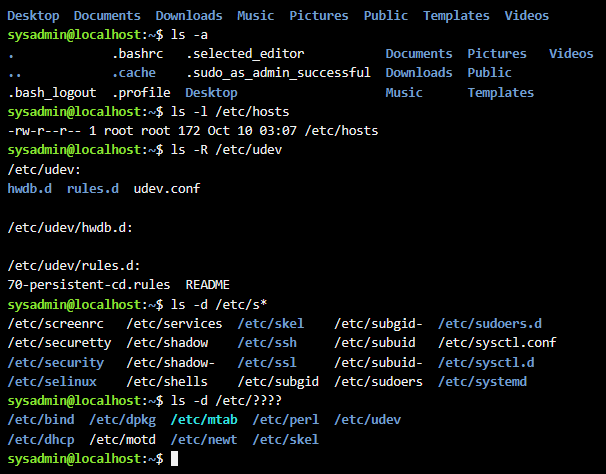 Desktop  Documents  Downloads  Music  Pictures  Public  Templates  Videos
sysadmin@localhost:~$ ls -a
.             .bashrc   .selected_editor           Documents  Pictures   Videos
..            .cache    .sudo_as_admin_successful  Downloads  Public
.bash_logout  .profile  Desktop                    Music      Templates
sysadmin@localhost:~$ ls -l /etc/hosts
-rw-r--r-- 1 root root 172 Oct 10 03:07 /etc/hosts
sysadmin@localhost:~$ ls -R /etc/udev
/etc/udev:
hwdb.d  rules.d  udev.conf
/etc/udev/hwdb.d:
/etc/udev/rules.d:
70-persistent-cd.rules  README
sysadmin@localhost:~$ ls -d /etc/s*
/etc/screenrc   /etc/services  /etc/skel    /etc/subgid-  /etc/sudoers.d
/etc/securetty  /etc/shadow    /etc/ssh     /etc/subuid   /etc/sysctl.conf
/etc/security   /etc/shadow-   /etc/ssl     /etc/subuid-  /etc/sysctl.d
/etc/selinux    /etc/shells    /etc/subgid  /etc/sudoers  /etc/systemd
sysadmin@localhost:~$ ls -d /etc/????
/etc/bind  /etc/dpkg  /etc/mtab  /etc/perl  /etc/udev
/etc/dhcp  /etc/motd  /etc/newt  /etc/skel
sysadmin@localhost:~$